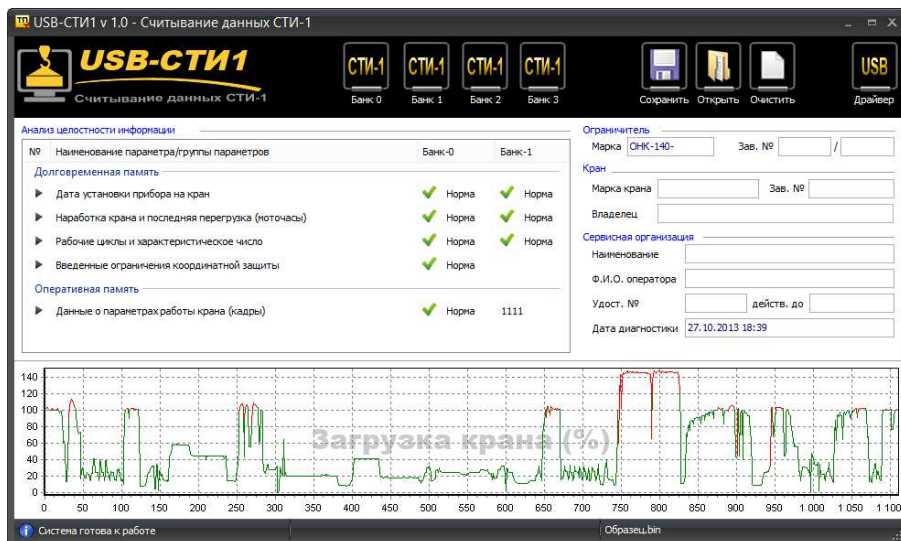 USB-СТИ1 v 1.0 - Считывание данных СТИ-1
USB-СТИ1
Считывание данных СТИ-1
СТИ-1 СТИ-1 СТИ-1 СТИ-1 USB
Банк 0 Банк 1 Банк 2 Банк 3 Сохранить Открыть Очистить Драйвер
Анализ целостности информации
№ Наименование параметра/группы параметров Банк-0 Банк-1
Долговременная память
Дата установки прибора на кран Норма Норма
Наработка крана и последняя перегрузка (моточасы) Норма Норма
Рабочие циклы и характеристическое число Норма Норма
Введенные ограничения координатной защиты Норма
Оперативная память
Данные о параметрах работы крана (кадры) Норма 1111
Ограничитель
Марка ОНК-140- Зав. № /
Кран
Марка крана Зав. №
Владелец
Сервисная организация
Наименование
Ф.И.О. оператора
Удост. № действ. до
Дата диагностики 27.10.2013 18:39
Загрузка крана (%)
140
120
100
80
60
40
20
0
0 50 100 150 200 250 300 350 400 450 500 550 600 650 700 750 800 850 900 950 1 000 1 050 1 100
Система готова к работе Образец.bin